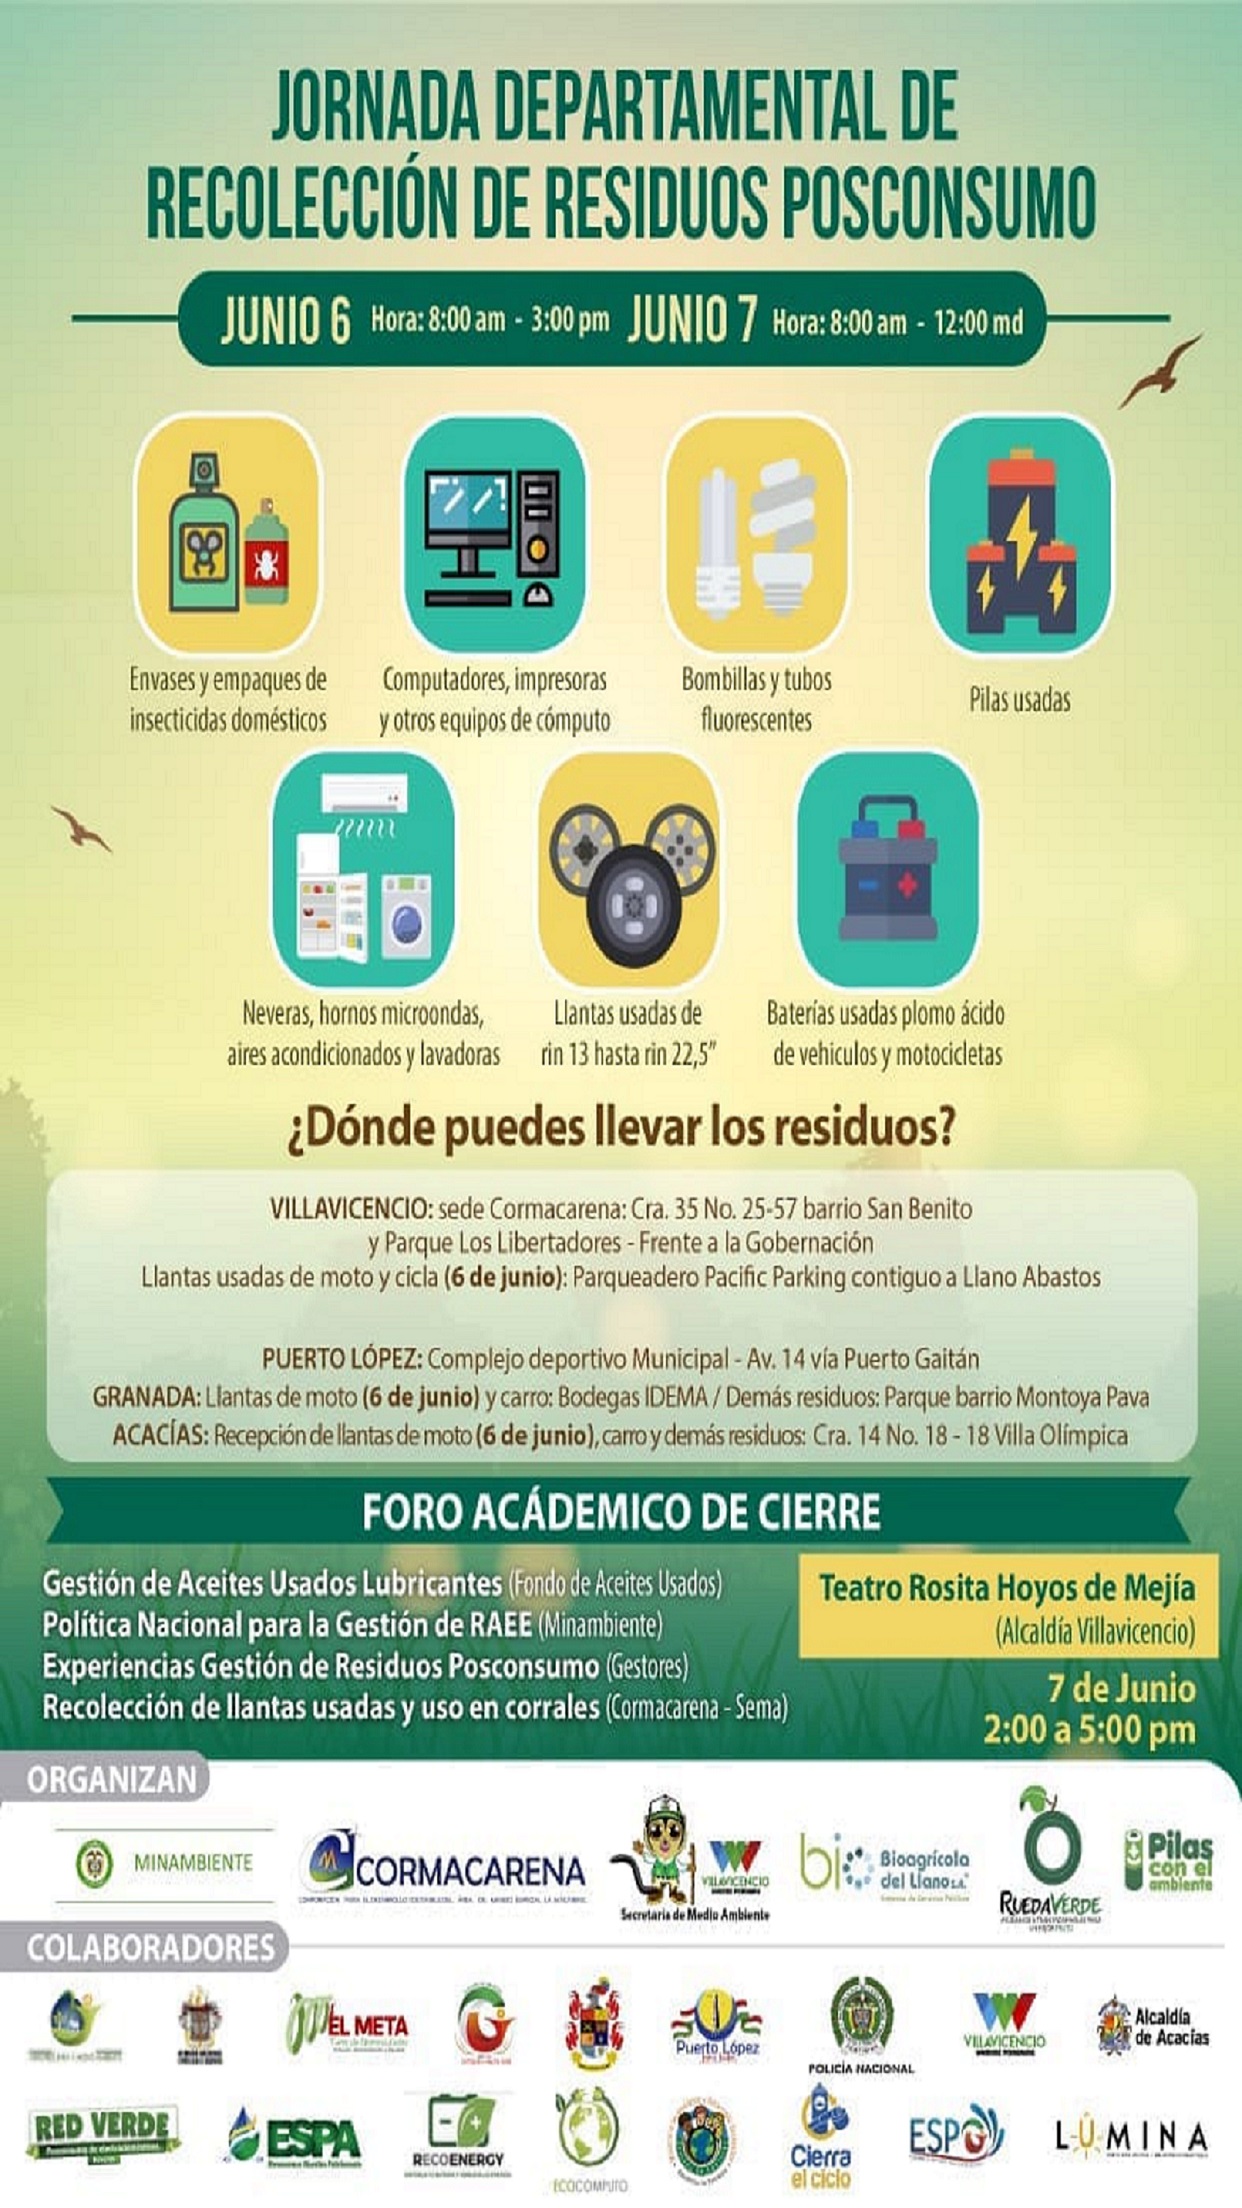 JORNADA DEPARTAMENTAL DE
RECOLECCIÓN DE RESIDUOS POSCONSUMO
JUNIO 6 Hora: 8:00 am - 3:00 pm JUNIO 7 Hora: 8:00 am - 12:00 md
Envases y empaques de
insecticidas domésticos
Computadores, impresoras
y otros equipos de cómputo
Bombillas y tubos
fluorescentes
Pilas usadas
Neveras, hornos microondas,
aires acondicionados y lavadoras
Llantas usadas de
rin 13 hasta rin 22,5”
Baterías usadas plomo ácido
de vehiculos y motocicletas
¿Dónde puedes llevar los residuos?
VILLAVICENCIO: sede Cormacarena: Cra. 35 No. 25-57 barrio San Benito
y Parque Los Libertadores - Frente a la Gobernación
Llantas usadas de moto y cicla (6 de junio): Parqueadero Pacific Parking contiguo a Llano Abastos
PUERTO LÓPEZ: Complejo deportivo Municipal - Av. 14 vía Puerto Gaitán
GRANADA: Llantas de moto (6 de junio) y carro: Bodegas IDEMA / Demás residuos: Parque barrio Montoya Pava
ACACÍAS: Recepción de llantas de moto (6 de junio), carro y demás residuos: Cra. 14 No. 18 - 18 Villa Olímpica
FORO ACÁDEMICO DE CIERRE
Gestión de Aceites Usados Lubricantes (Fondo de Aceites Usados)
Política Nacional para la Gestión de RAEE (Minambiente)
Experiencias Gestión de Residuos Posconsumo (Gestores)
Recolección de llantas usadas y uso en corrales (Cormacarena - Sema)
Teatro Rosita Hoyos de Mejía
(Alcaldía Villavicencio)
7 de Junio
2:00 a 5:00 pm
ORGANIZAN
MINAMBIENTE
CORMACARENA
VILLAVICENCIO
Secretaria de Medio Ambiente
bio Bioagrícola
del Llano S.A.
RUEDAVERDE
Pilas
con el
ambiente
COLABORADORES
EL META
Puerto López
POLICÍA NACIONAL
VILLAVICENCIO
Alcaldía
de Acacías
RED VERDE
ESPA
RECOENERGY
ECOCOMPUTO
Cierra
el ciclo
ESPG
LÚMINA